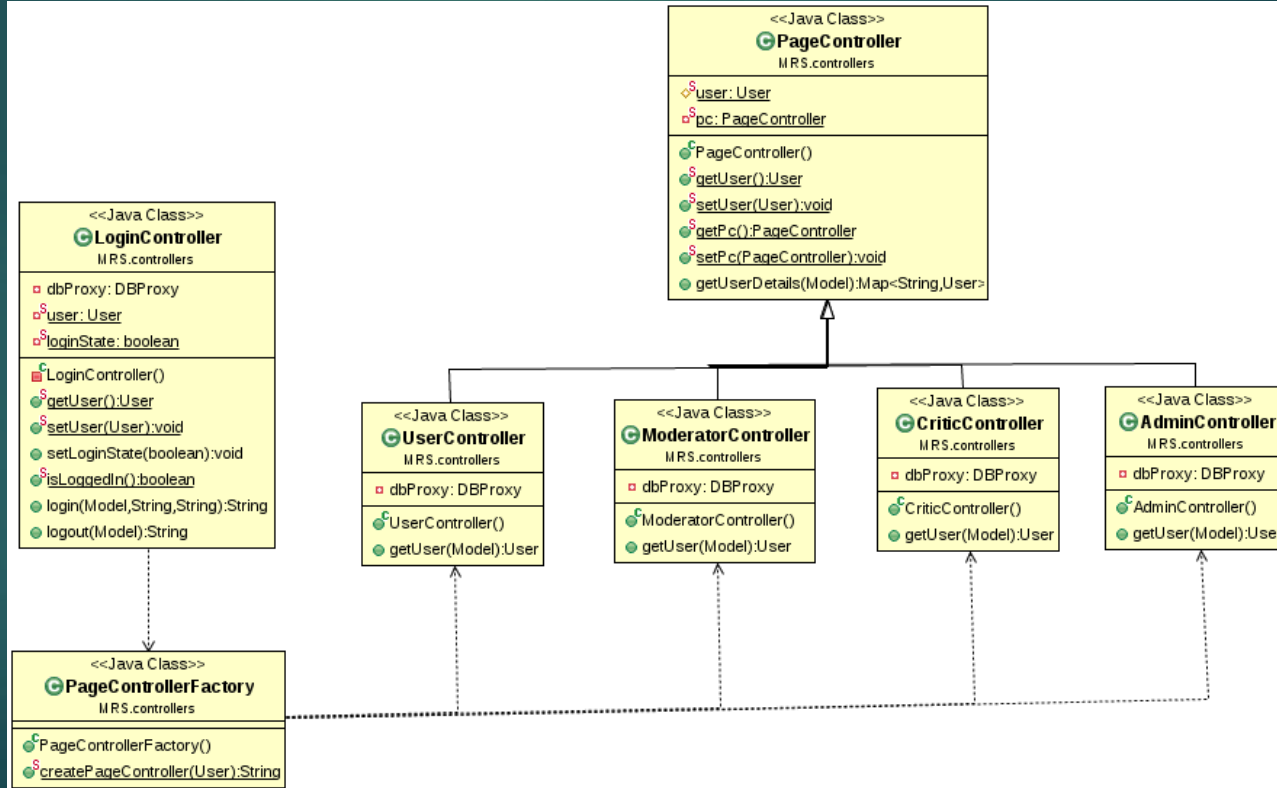 <<Java Class>>
PageController
MRS.controllers
user: User
pc: PageController
PageController()
getUser():User
setUser(User):void
getPc():PageController
setPc(PageController):void
getUserDetails(Model):Map<String,User>
<<Java Class>>
LoginController
MRS.controllers
dbProxy: DBProxy
user: User
loginState: boolean
LoginController()
getUser():User
setUser(User):void
setLoginState(boolean):void
isLoggedIn():boolean
login(Model,String,String):String
logout(Model):String
<<Java Class>>
UserController
MRS.controllers
dbProxy: DBProxy
UserController()
getUser(Model):User
<<Java Class>>
ModeratorController
MRS.controllers
dbProxy: DBProxy
ModeratorController()
getUser(Model):User
<<Java Class>>
CriticController
MRS.controllers
dbProxy: DBProxy
CriticController()
getUser(Model):User
<<Java Class>>
AdminController
MRS.controllers
dbProxy: DBProxy
AdminController()
getUser(Model):Use
<<Java Class>>
PageControllerFactory
MRS.controllers
PageControllerFactory()
createPageController(User):String